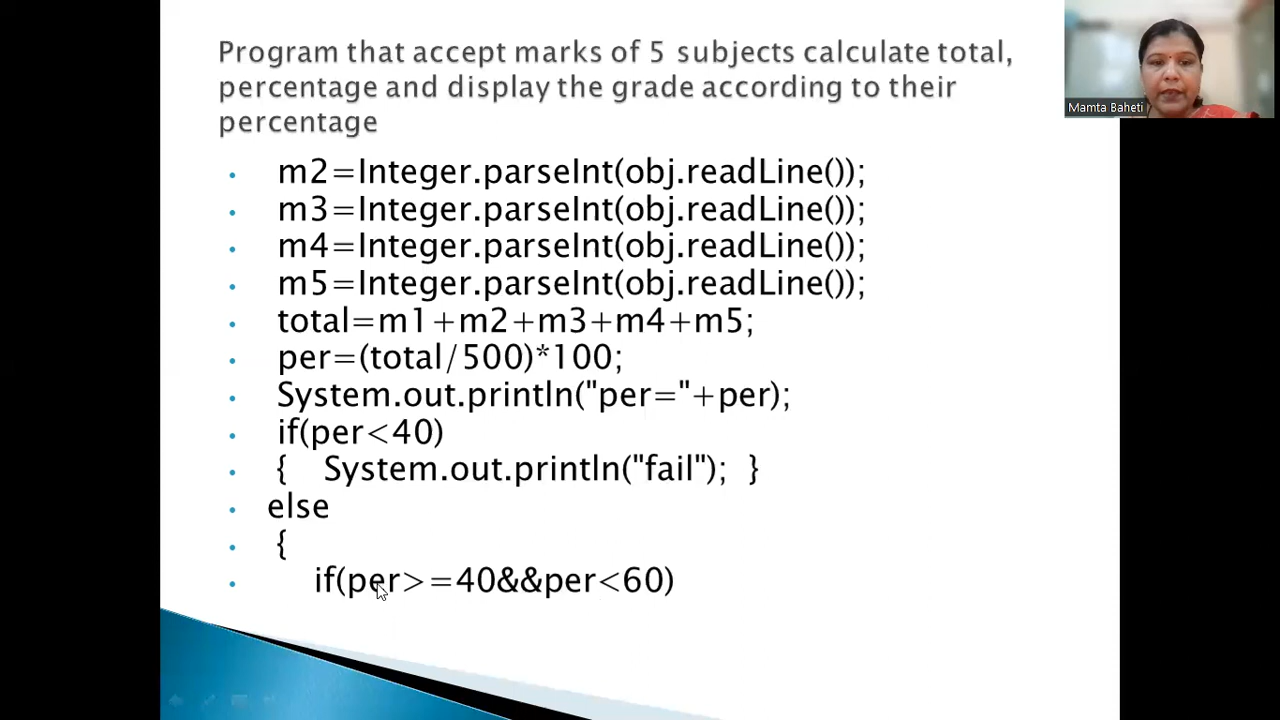 Program that accept marks of 5 subjects calculate total,
percentage and display the grade according to their
percentage
Mamta Baheti
• m2=Integer.parseInt(obj.readLine());
• m3=Integer.parseInt(obj.readLine());
• m4=Integer.parseInt(obj.readLine());
• m5=Integer.parseInt(obj.readLine());
• total=m1+m2+m3+m4+m5;
• per=(total/500)*100;
• System.out.println("per="+per);
• if(per<40)
• { System.out.println("fail"); }
• else
• {
• if(per>=40&&per<60)